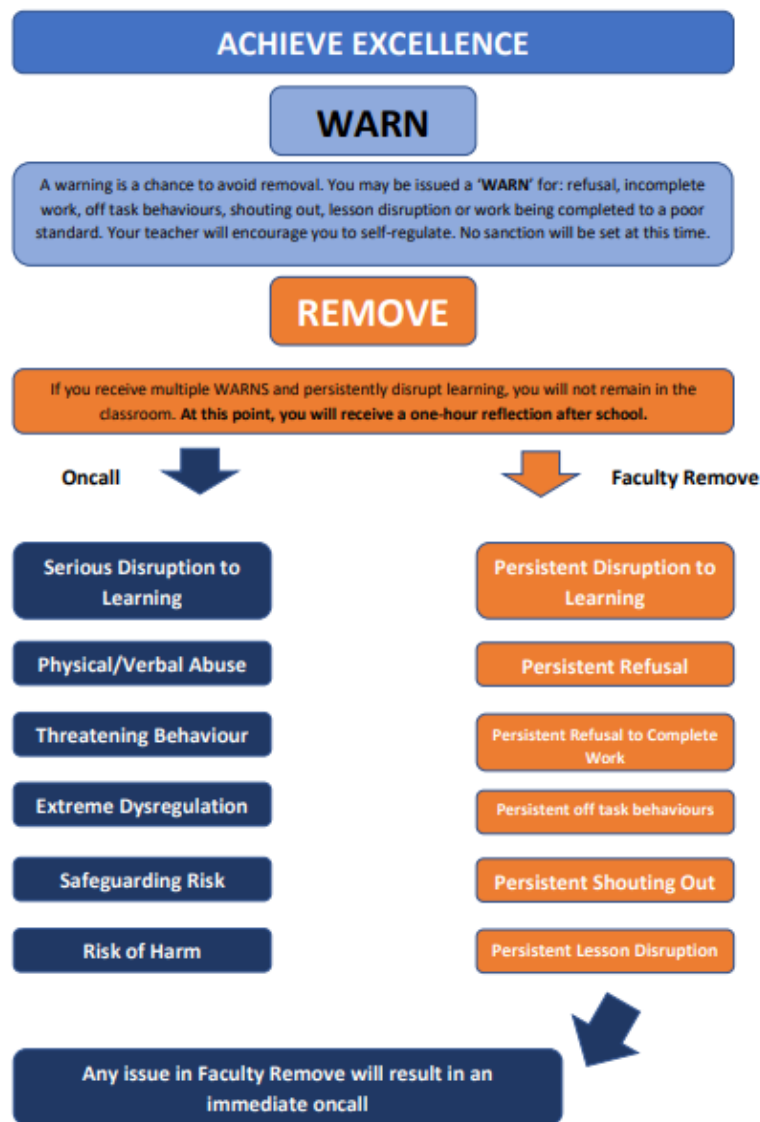 ACHIEVE EXCELLENCE
WARN
A warning is a chance to avoid removal. You may be issued a ‘WARN’ for: refusal, incomplete
work, off task behaviours, shouting out, lesson disruption or work being completed to a poor
standard. Your teacher will encourage you to self-regulate. No sanction will be set at this time.
REMOVE
If you receive multiple WARNS and persistently disrupt learning, you will not remain in the
classroom. At this point, you will receive a one-hour reflection after school.
Oncall
Faculty Remove
Serious Disruption to
Learning
Physical/Verbal Abuse
Threatening Behaviour
Extreme Dysregulation
Safeguarding Risk
Risk of Harm
Persistent Disruption to
Learning
Persistent Refusal
Persistent Refusal to Complete
Work
Persistent off task behaviours
Persistent Shouting Out
Persistent Lesson Disruption
Any issue in Faculty Remove will result in an
immediate oncall